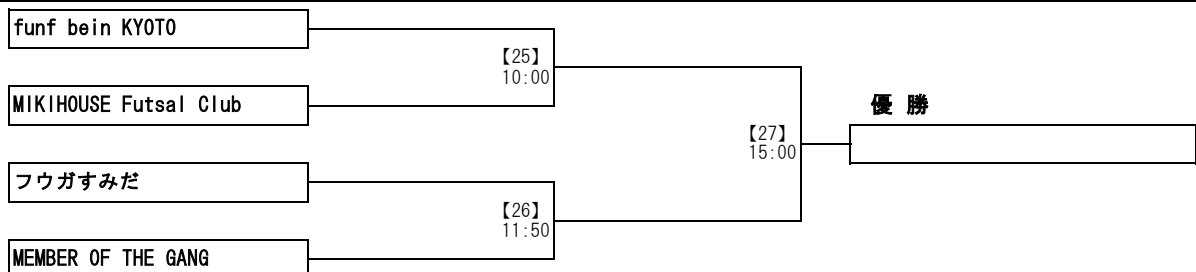 funf bein KYOTO
【25】
10:00
MIKIHOUSE Futsal Club
優 勝
【27】
15:00
フウガすみだ
【26】
11:50
MEMBER OF THE GANG